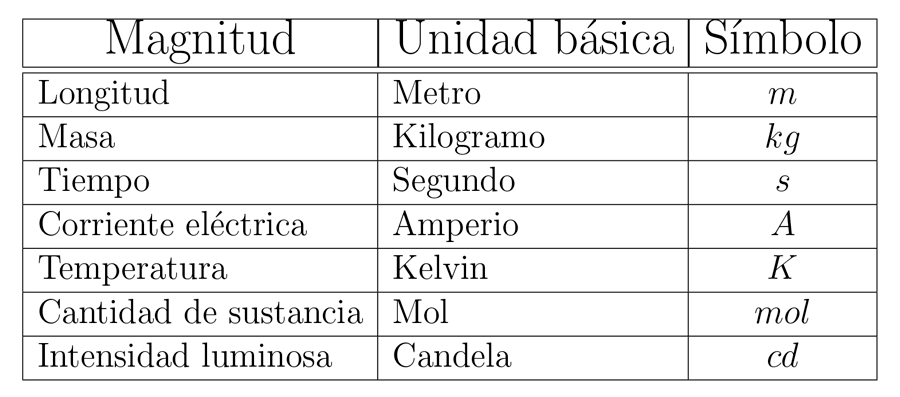 Magnitud Unidad básica Símbolo
Longitud Metro m
Masa Kilogramo kg
Tiempo Segundo s
Corriente eléctrica Amperio A
Temperatura Kelvin K
Cantidad de sustancia Mol mol
Intensidad luminosa Candela cd